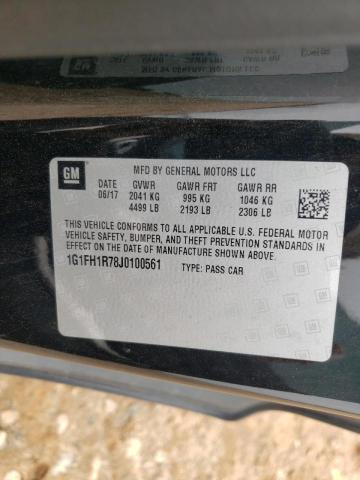 GM
MFD BY GENERAL MOTORS LLC
DATE GVWR GAWR FRT GAWR RR
06/17 2041 KG 995 KG 1046 KG
4499 LB 2193 LB 2306 LB
THIS VEHICLE CONFORMS TO ALL APPLICABLE U.S. FEDERAL MOTOR
VEHICLE SAFETY, BUMPER, AND THEFT PREVENTION STANDARDS IN
EFFECT ON THE DATE OF MANUFACTURE SHOWN ABOVE.
1G1FH1R78J0100561 TYPE: PASS CAR